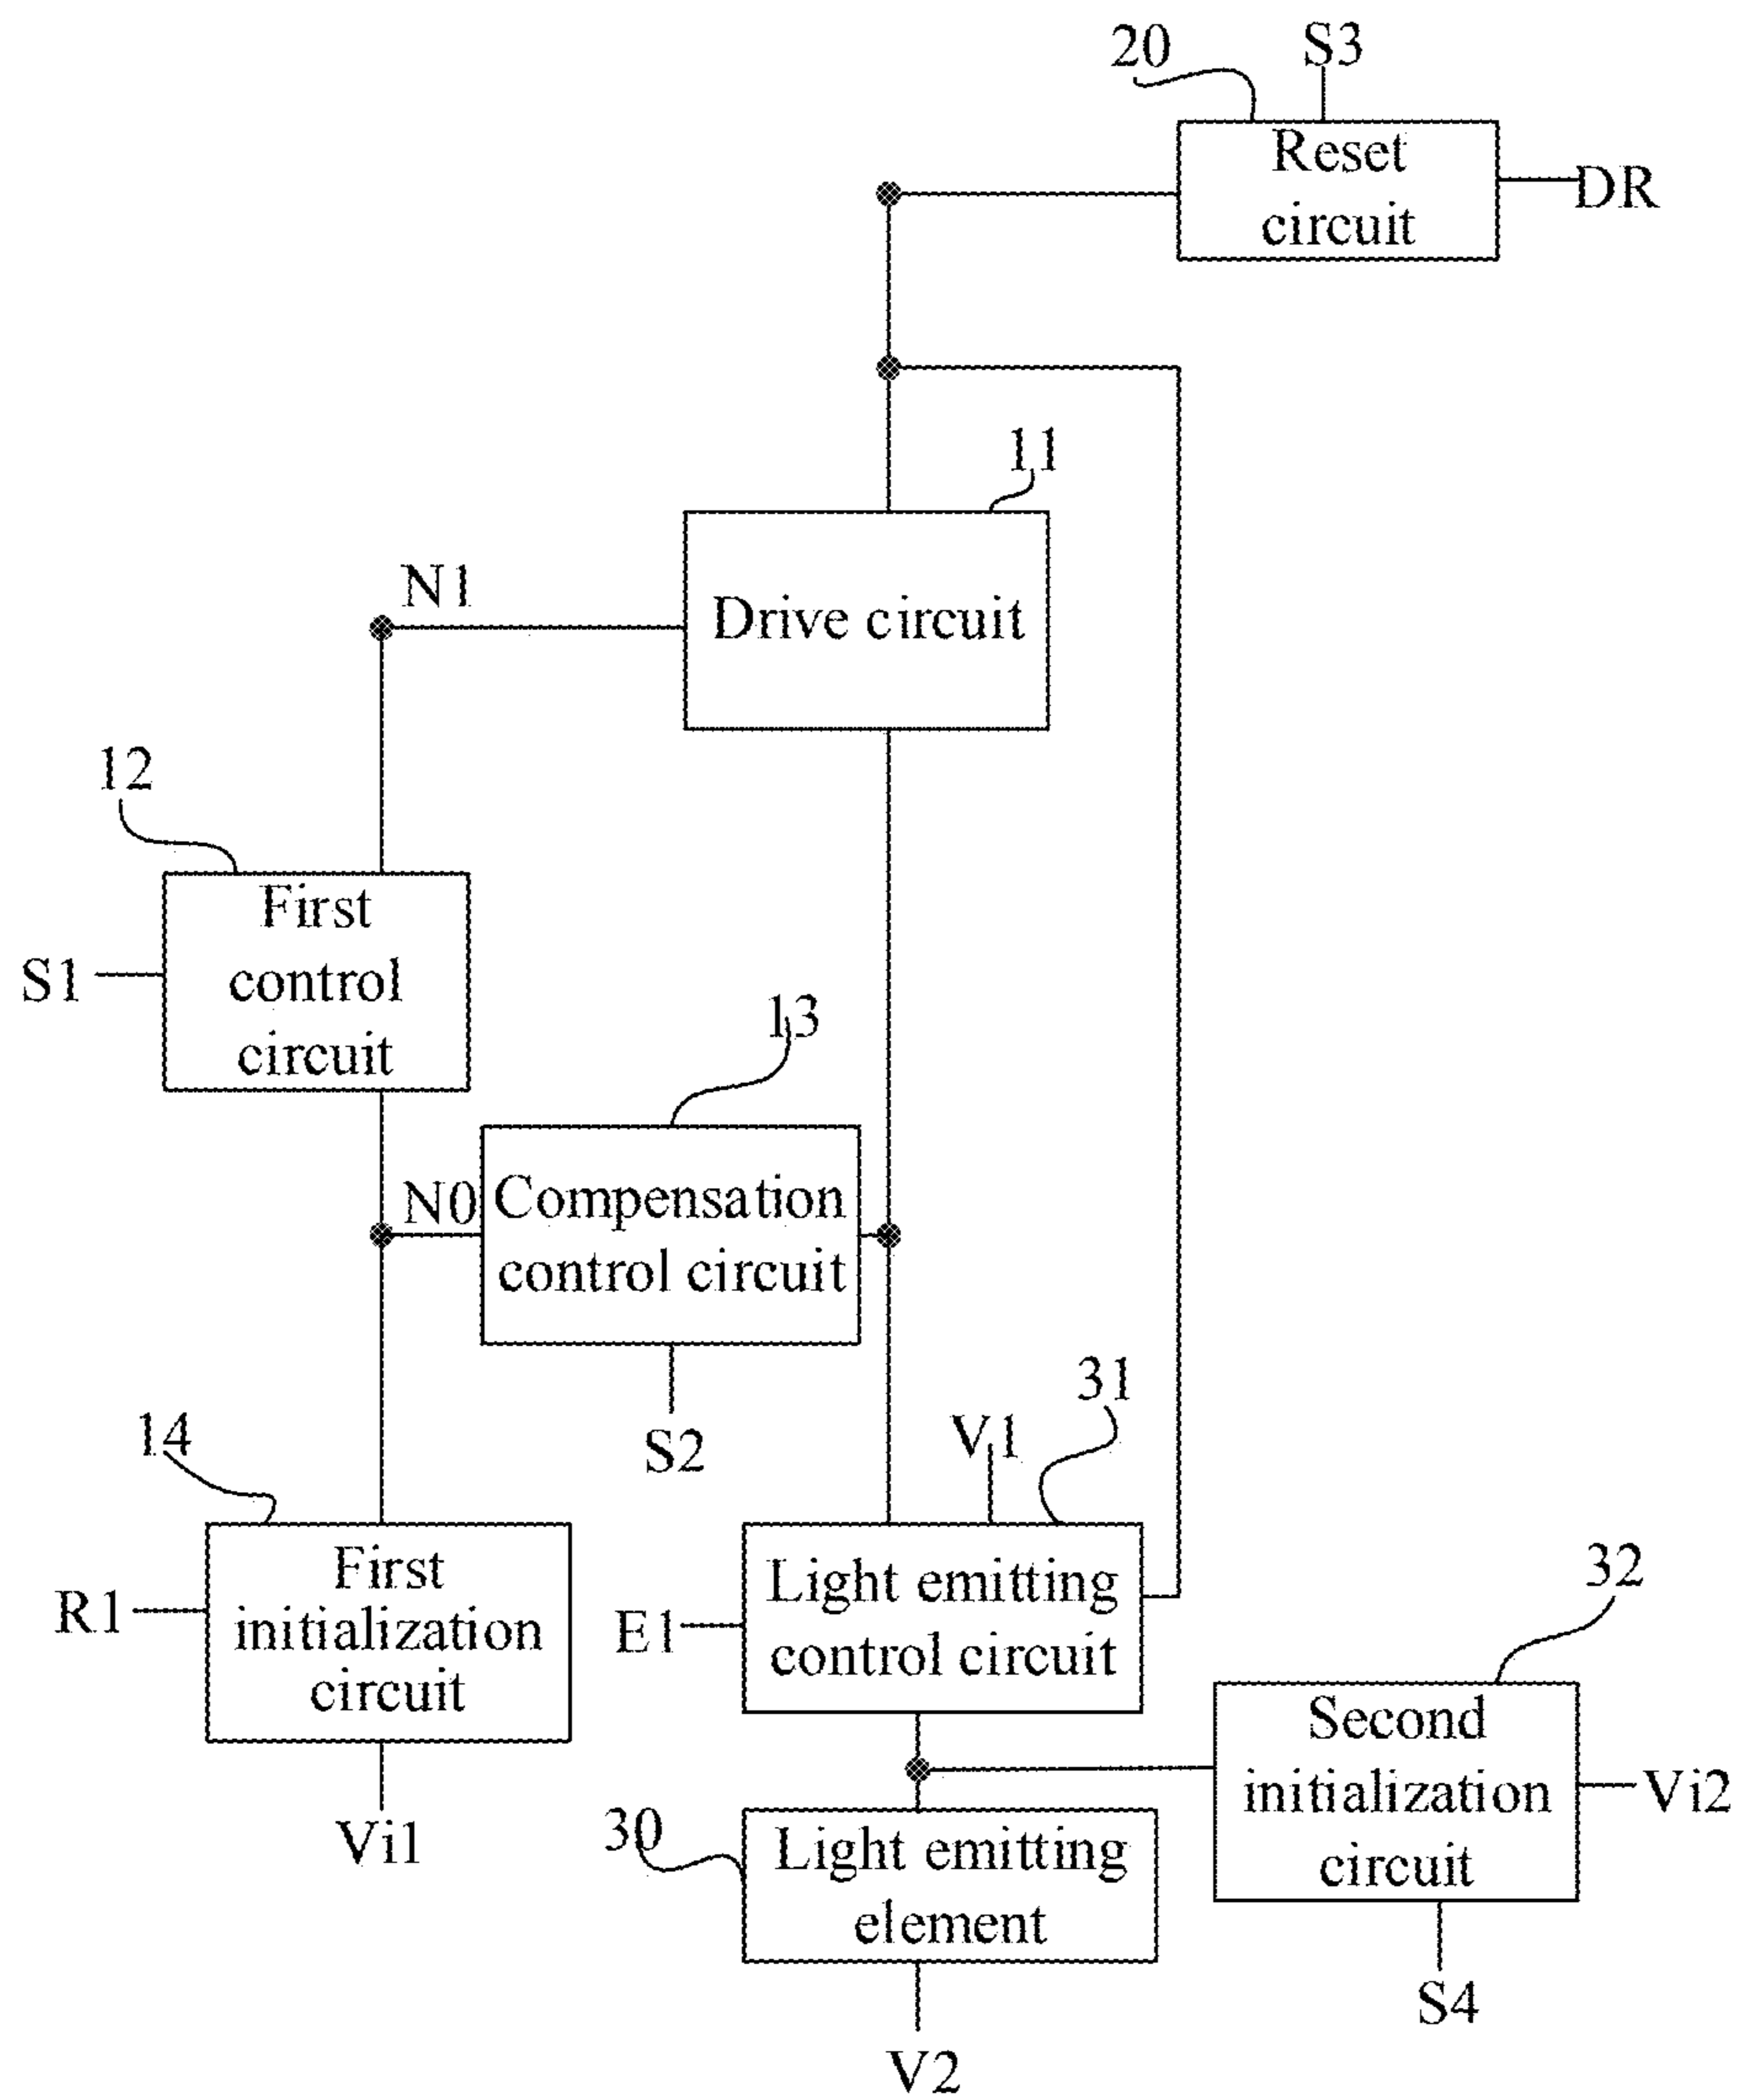 20
S3
Reset
circuit
DR
11
N1
Drive circuit
12
First
control
circuit
S1
13
N0
Compensation
control circuit
S2
31
V1
14
First
initialization
circuit
R1
Vi1
Light emitting
control circuit
E1
32
Second
initialization
circuit
Vi2
30
Light emitting
element
S4
V2